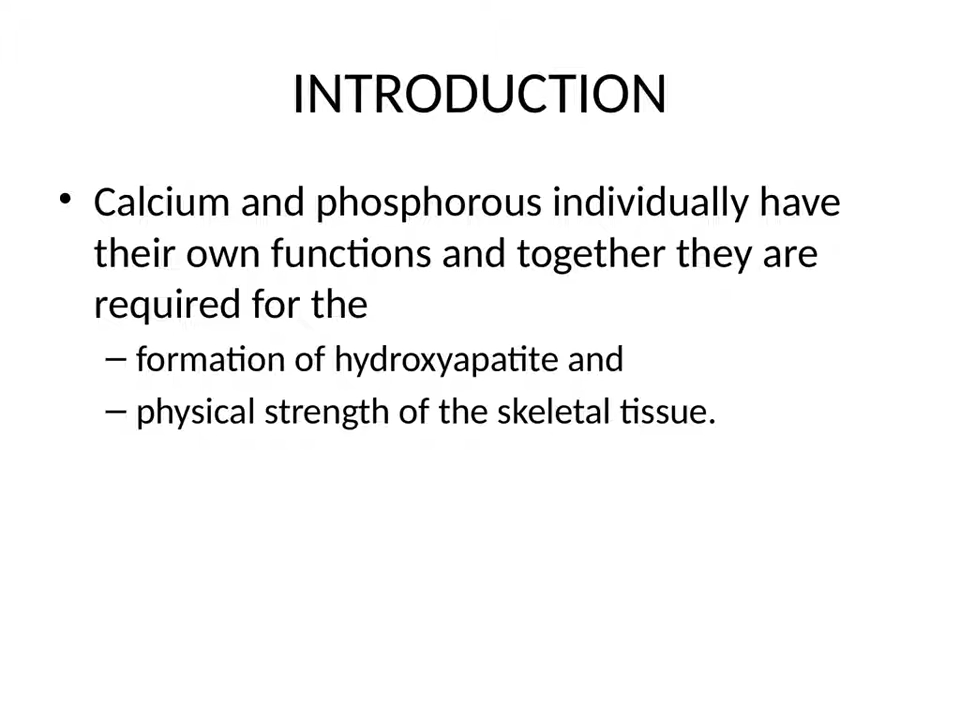 INTRODUCTION
• Calcium and phosphorous individually have
their own functions and together they are
required for the
– formation of hydroxyapatite and
– physical strength of the skeletal tissue.